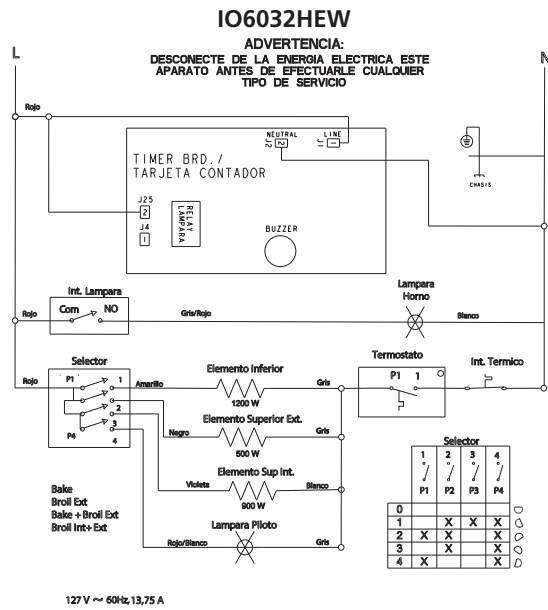 IO6032HEW
ADVERTENCIA:
DESCONECTE DE LA ENERGIA ELECTRICA ESTE
APARATO ANTES DE EFECTUARLE CUALQUIER
TIPO DE SERVICIO
L
N
Rojo
NEUTRAL
LINE
J2
2
J1
1
TIMER BRD./
TARJETA CONTADOR
CHASIS
J25
2
RELAY
LAMPARA
J4
1
BUZZER
Int. Lampara
Lampara
Horno
Com
NO
Rojo
Gris/Rojo
Blanco
Selector
Elemento Inferior
Termostato
Int. Termico
Rojo
P1
1
Amarillo
Gris
P1 1
1200 W
Elemento Superior Ext.
2
Negro
Gris
3
P4
500 W
4
Selector
1 2 3 4
Elemento Sup Int.
Violeta
Blanco
P1 P2 P3 P4
900 W
Bake
Broil Ext
Bake + Broil Ext
Broil Int+ Ext
Lampara Piloto
Rojo/Blanco
Gris
0
1 X X X
2 X X X
3 X X
4 X X
127 V ~ 60Hz, 13,75 A